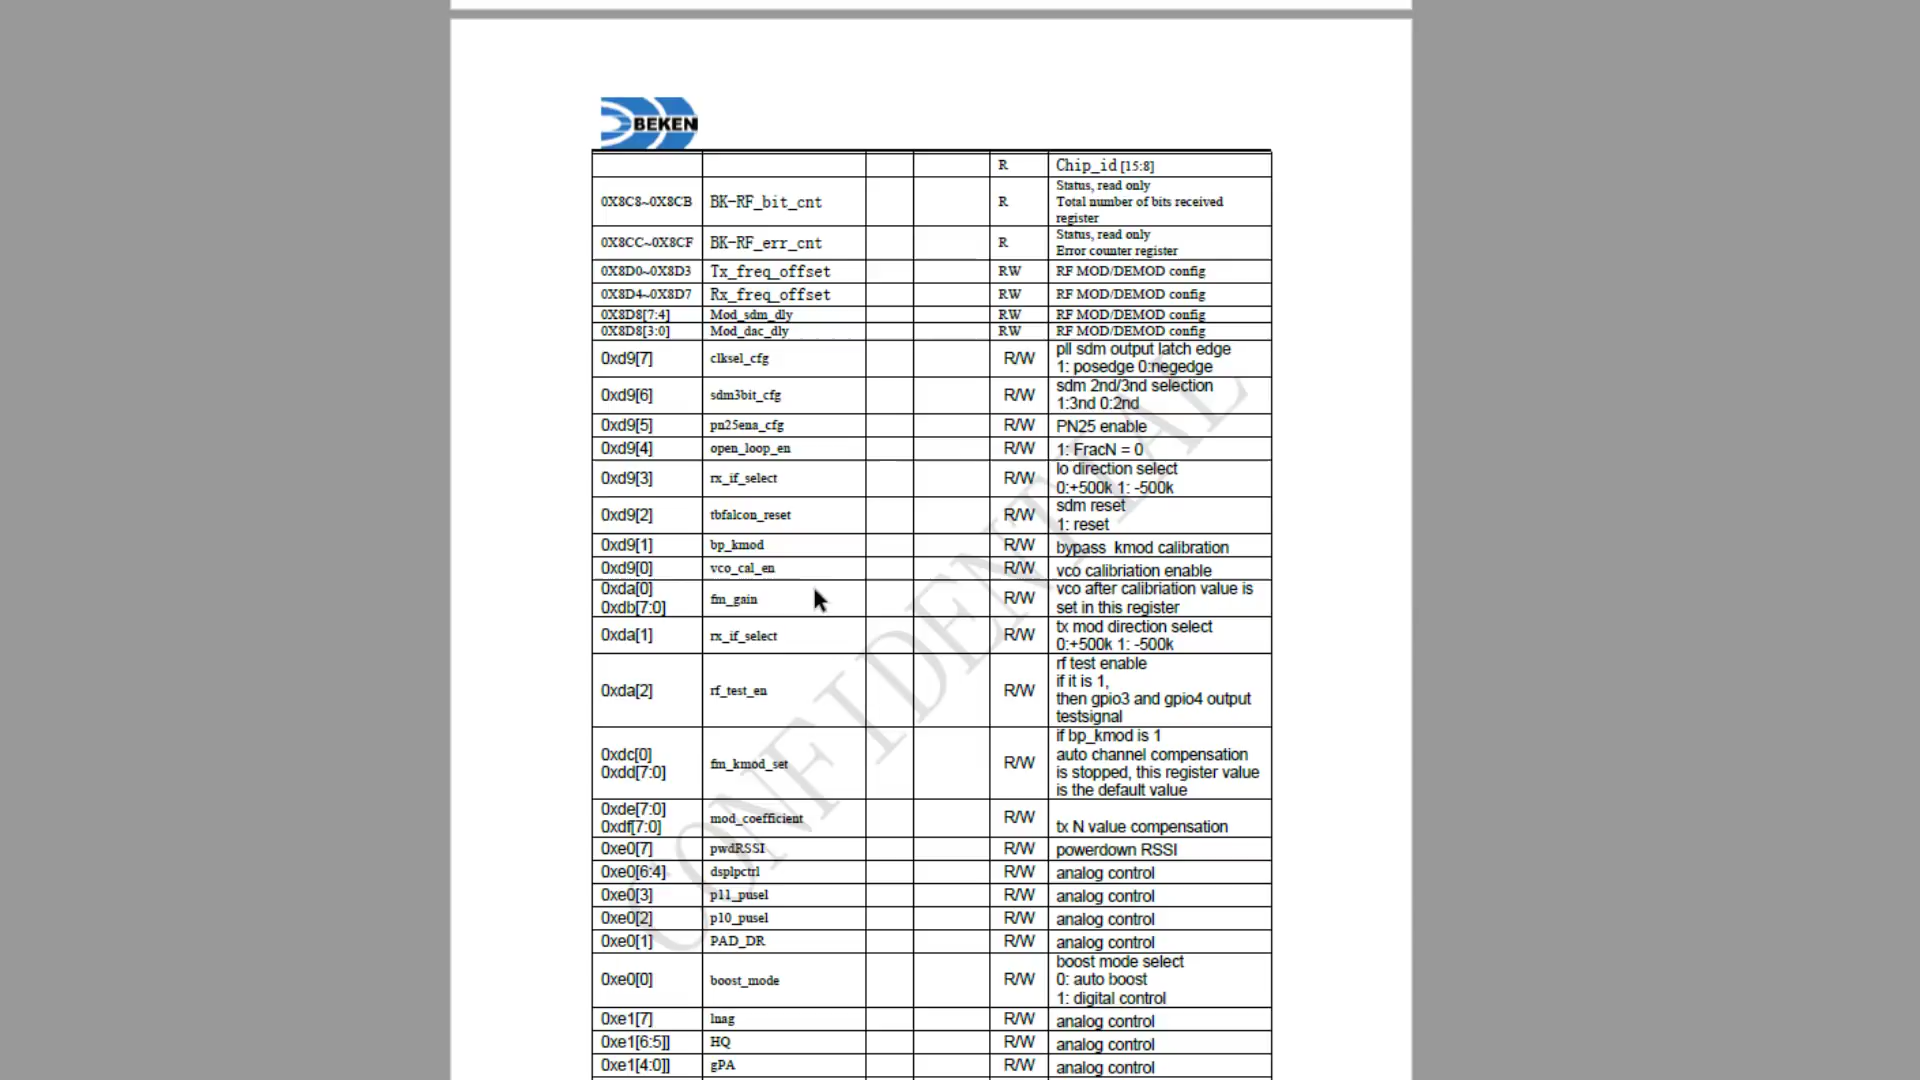 BEKEN
R Chip_id [15:8]
Status, read only
0X8C8~0X8CB BK-RF_bit_cnt R Total number of bits received
register
Status, read only
0X8CC~0X8CF BK-RF_err_cnt R Error counter register
0X8D0~0X8D3 Tx_freq_offset RW RF MOD/DEMOD config
0X8D4~0X8D7 Rx_freq_offset RW RF MOD/DEMOD config
0X8D8[7:4] Mod_sdm_dly RW RF MOD/DEMOD config
0X8D8[3:0] Mod_dac_dly RW RF MOD/DEMOD config
0xd9[7] clksel_cfg R/W pll sdm output latch edge
1: posedge 0:negedge
0xd9[6] sdm3bit_cfg R/W sdm 2nd/3nd selection
1:3nd 0:2nd
0xd9[5] pn25ena_cfg R/W PN25 enable
0xd9[4] open_loop_en R/W 1: FracN = 0
0xd9[3] rx_if_select R/W lo direction select
0:+500k 1: -500k
0xd9[2] tbfalcon_reset R/W sdm reset
1: reset
0xd9[1] bp_kmod R/W bypass kmod calibration
0xd9[0] vco_cal_en R/W vco calibriation enable
0xda[0]
0xdb[7:0] fm_gain R/W vco after calibriation value is
set in this register
0xda[1] rx_if_select R/W tx mod direction select
0:+500k 1: -500k
0xda[2] rf_test_en R/W rf test enable
if it is 1,
then gpio3 and gpio4 output
testsignal
0xdc[0]
0xdd[7:0] fm_kmod_set R/W if bp_kmod is 1
auto channel compensation
is stopped, this register value
is the default value
0xde[7:0]
0xdf[7:0] mod_coefficient R/W tx N value compensation
0xe0[7] pwdRSSI R/W powerdown RSSI
0xe0[6:4] dsplpctrl R/W analog control
0xe0[3] p11_pusel R/W analog control
0xe0[2] p10_pusel R/W analog control
0xe0[1] PAD_DR R/W analog control
0xe0[0] boost_mode R/W boost mode select
0: auto boost
1: digital control
0xe1[7] lnag R/W analog control
0xe1[6:5]] HQ R/W analog control
0xe1[4:0]] gPA R/W analog control
CONFIDENTIAL